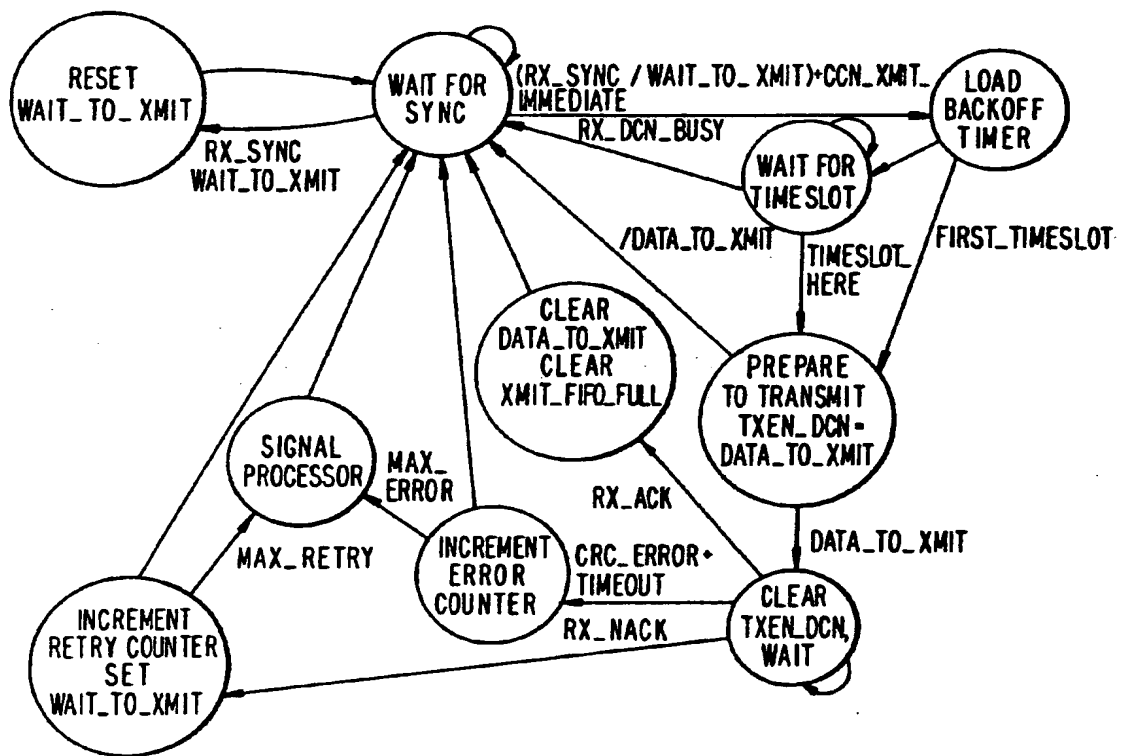 RESET
WAIT_TO_XMIT
WAIT FOR
SYNC
(RX_SYNC / WAIT_TO_XMIT)+CCN_XMIT_
IMMEDIATE
LOAD
BACKOFF
TIMER
RX_DCN_BUSY
RX_SYNC
WAIT_TO_XMIT
WAIT FOR
TIMESLOT
/DATA_TO_XMIT
TIMESLOT_
HERE
FIRST_TIMESLOT
CLEAR
DATA_TO_XMIT
CLEAR
XMIT_FIFO_FULL
PREPARE
TO TRANSMIT
TXEN_DCN=
DATA_TO_XMIT
SIGNAL
PROCESSOR
MAX_
ERROR
RX_ACK
DATA_TO_XMIT
MAX_RETRY
INCREMENT
ERROR
COUNTER
CRC_ERROR+
TIMEOUT
RX_NACK
CLEAR
TXEN_DCN,
WAIT
INCREMENT
RETRY COUNTER
SET
WAIT_TO_XMIT